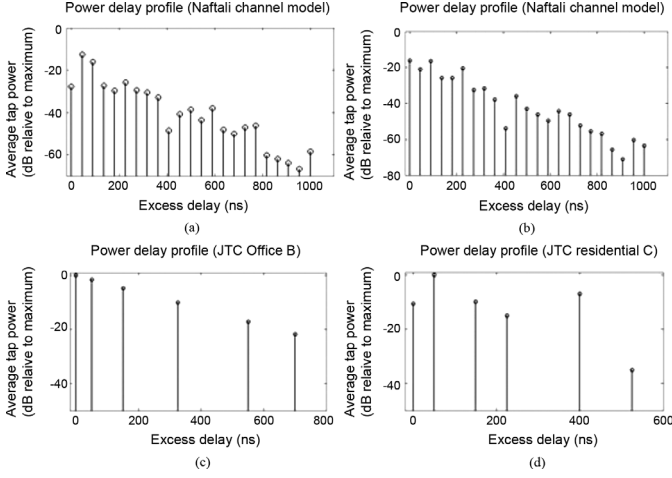 Power delay profile (Naftali channel model)
0
-20
-40
-60
Average tap power
(dB relaive to maximum)
0
200
400
600
800
1000
Excess delay (ns)
(a)
Power delay profile (Naftali channel model)
0
-20
-40
-60
-80
Average tap power
(dB relaive to maximum)
0
200
400
600
800
1000
Excess delay (ns)
(b)
Power delay profile (JTC Office B)
0
-20
-40
Average tap power
(dB relaive to maximum)
0
200
400
600
800
Excess delay (ns)
(c)
Power delay profile (JTC residential C)
0
-20
-40
Average tap power
(dB relaive to maximum)
0
200
400
600
Excess delay (ns)
(d)